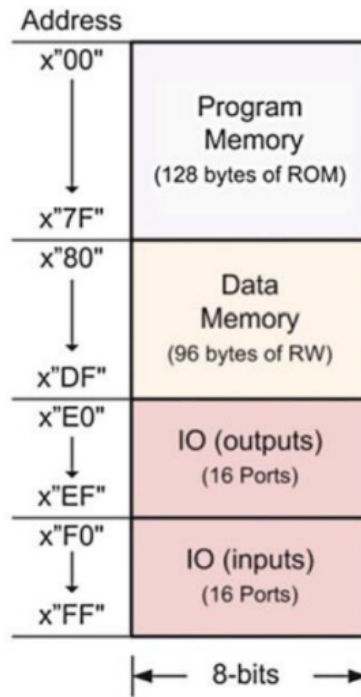 Address
x"00"
Program
Memory
(128 bytes of ROM)
x"7F"
x"80"
Data
Memory
(96 bytes of RW)
x"DF"
x"E0"
IO (outputs)
(16 Ports)
x"EF"
x"F0"
IO (inputs)
(16 Ports)
x"FF"
8-bits